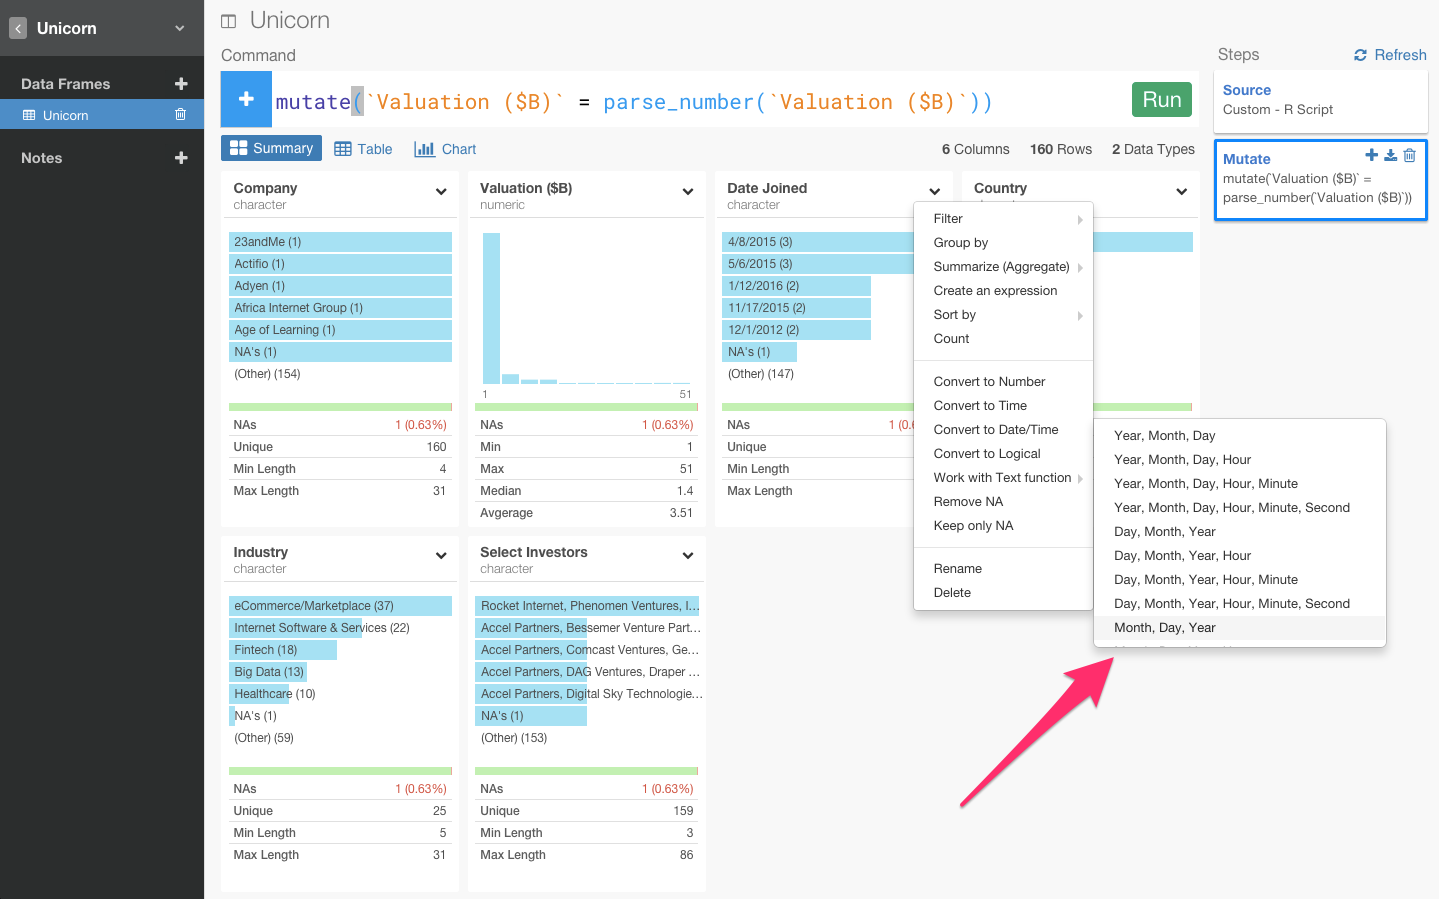 Unicorn
Data Frames
Unicorn
Notes
Unicorn
Command
mutate(`Valuation ($B)` = parse_number(`Valuation ($B)`))
Run
Summary
Table
Chart
6 Columns
160 Rows
2 Data Types
Company
character
23andMe (1)
Actifio (1)
Adyen (1)
Africa Internet Group (1)
Age of Learning (1)
NA's (1)
(Other) (154)
NAs 1 (0.63%)
Unique 160
Min Length 4
Max Length 31
Valuation ($B)
numeric
1 51
NAs 1 (0.63%)
Min 1
Max 51
Median 1.4
Avgerage 3.51
Date Joined
character
4/8/2015 (3)
5/6/2015 (3)
1/12/2016 (2)
11/17/2015 (2)
12/1/2012 (2)
NA's (1)
(Other) (147)
NAs 1 (0.6
Unique
Min Length
Max Length
Country
Filter
Group by
Summarize (Aggregate)
Create an expression
Sort by
Count
Convert to Number
Convert to Time
Convert to Date/Time
Convert to Logical
Work with Text function
Remove NA
Keep only NA
Rename
Delete
Year, Month, Day
Year, Month, Day, Hour
Year, Month, Day, Hour, Minute
Year, Month, Day, Hour, Minute, Second
Day, Month, Year
Day, Month, Year, Hour
Day, Month, Year, Hour, Minute
Day, Month, Year, Hour, Minute, Second
Month, Day, Year
Industry
character
eCommerce/Marketplace (37)
Internet Software & Services (22)
Fintech (18)
Big Data (13)
Healthcare (10)
NA's (1)
(Other) (59)
NAs 1 (0.63%)
Unique 25
Min Length 5
Max Length 31
Select Investors
character
Rocket Internet, Phenomen Ventures, I...
Accel Partners, Bessemer Venture Part...
Accel Partners, Comcast Ventures, Ge...
Accel Partners, DAG Ventures, Draper ...
Accel Partners, Digital Sky Technologie...
NA's (1)
(Other) (153)
NAs 1 (0.63%)
Unique 159
Min Length 3
Max Length 86
Steps
Refresh
Source
Custom - R Script
Mutate
mutate(`Valuation ($B)` =
parse_number(`Valuation ($B)`))